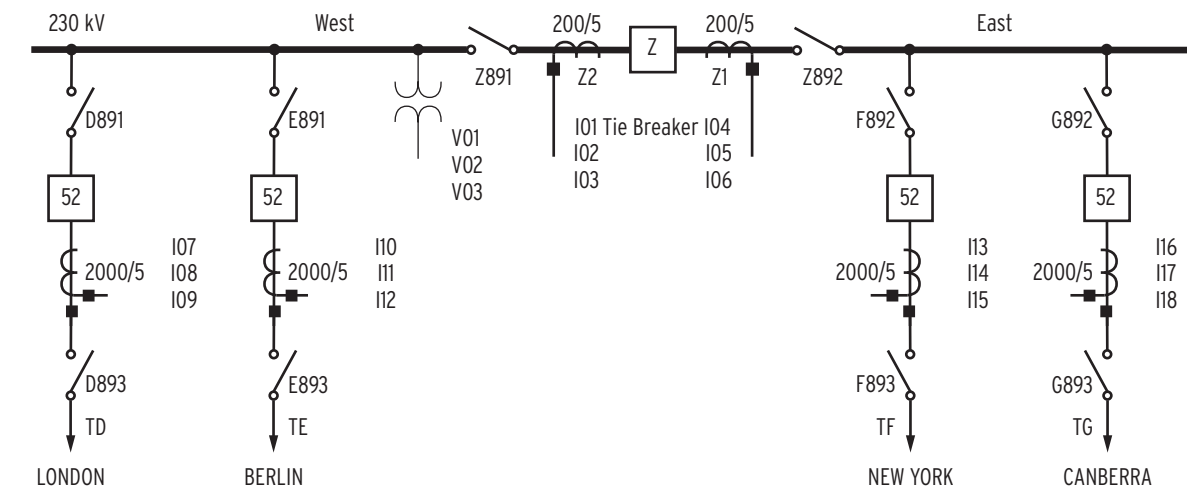 230 kV
West
200/5
200/5
East
Z
Z891
Z2
Z1
Z892
D891
E891
F892
G892
V01
V02
V03
I01 Tie Breaker I04
I02
I05
I03
I06
52
52
52
52
2000/5
I07
I08
I09
2000/5
I10
I11
I12
2000/5
I13
I14
I15
2000/5
I16
I17
I18
D893
E893
F893
G893
TD
TE
TF
TG
LONDON
BERLIN
NEW YORK
CANBERRA